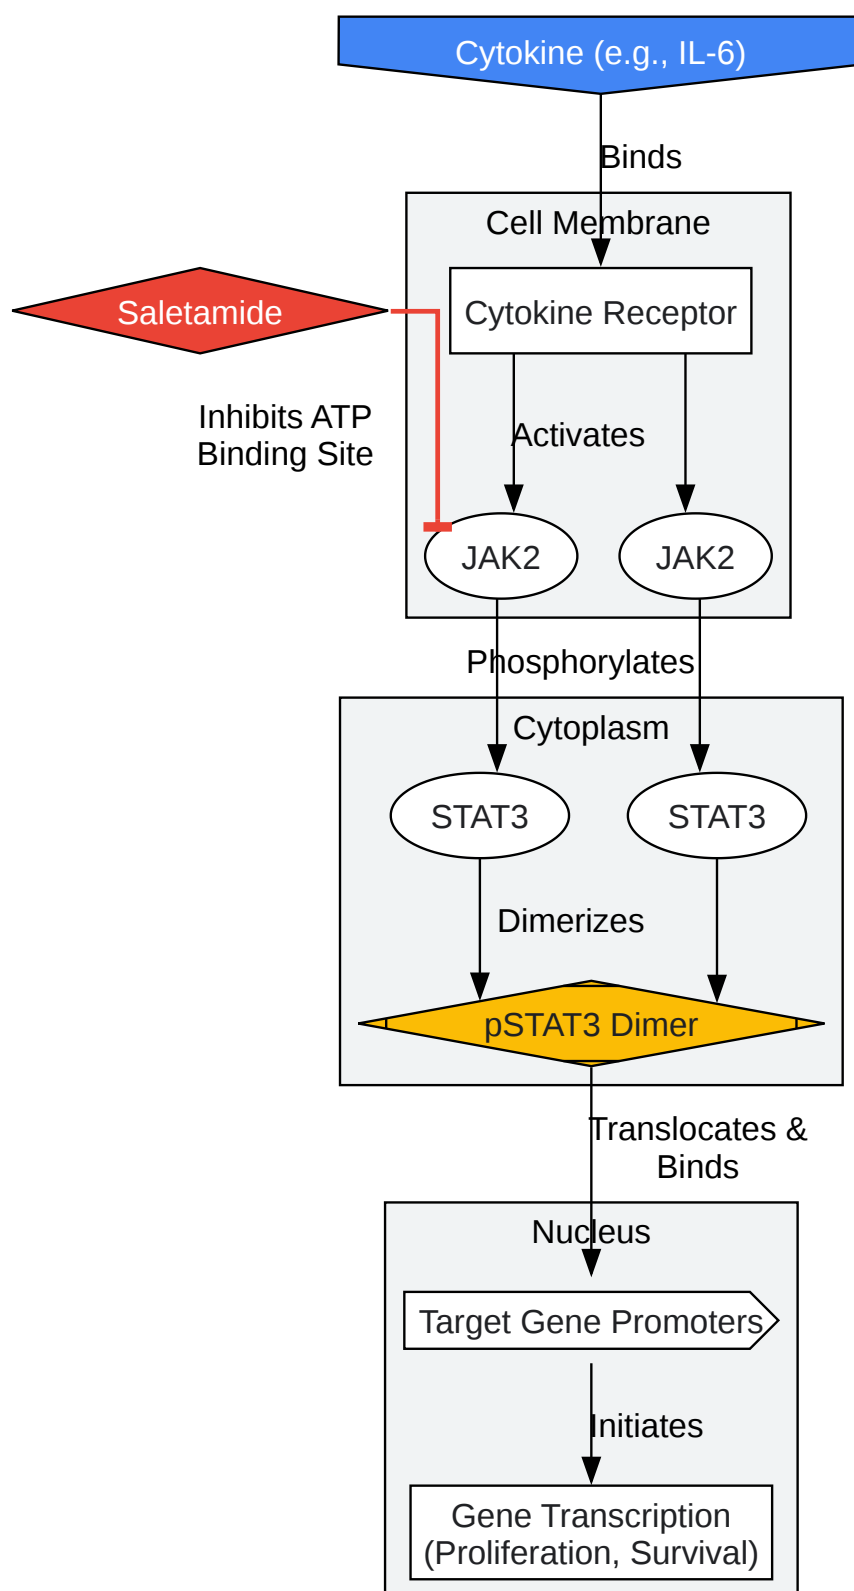 Cytokine (e.g., IL-6)
Binds
Cell Membrane
Saletamide
Cytokine Receptor
Inhibits ATP
Binding Site
Activates
JAK2
JAK2
Phosphorylates
Cytoplasm
STAT3
STAT3
Dimerizes
pSTAT3 Dimer
Translocates &
Binds
Nucleus
Target Gene Promoters
Initiates
Gene Transcription
(Proliferation, Survival)